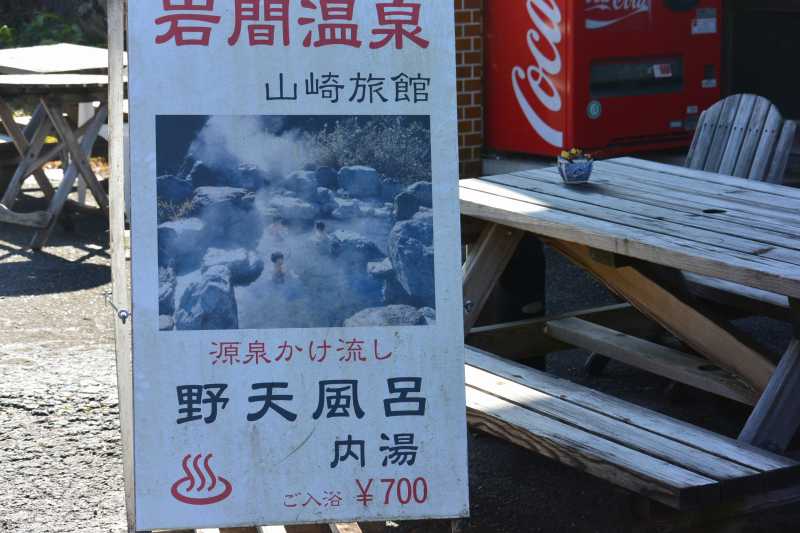 岩間温泉
山崎旅館
源泉かけ流し
野天風呂
内湯
ご入浴 ¥700
Coca